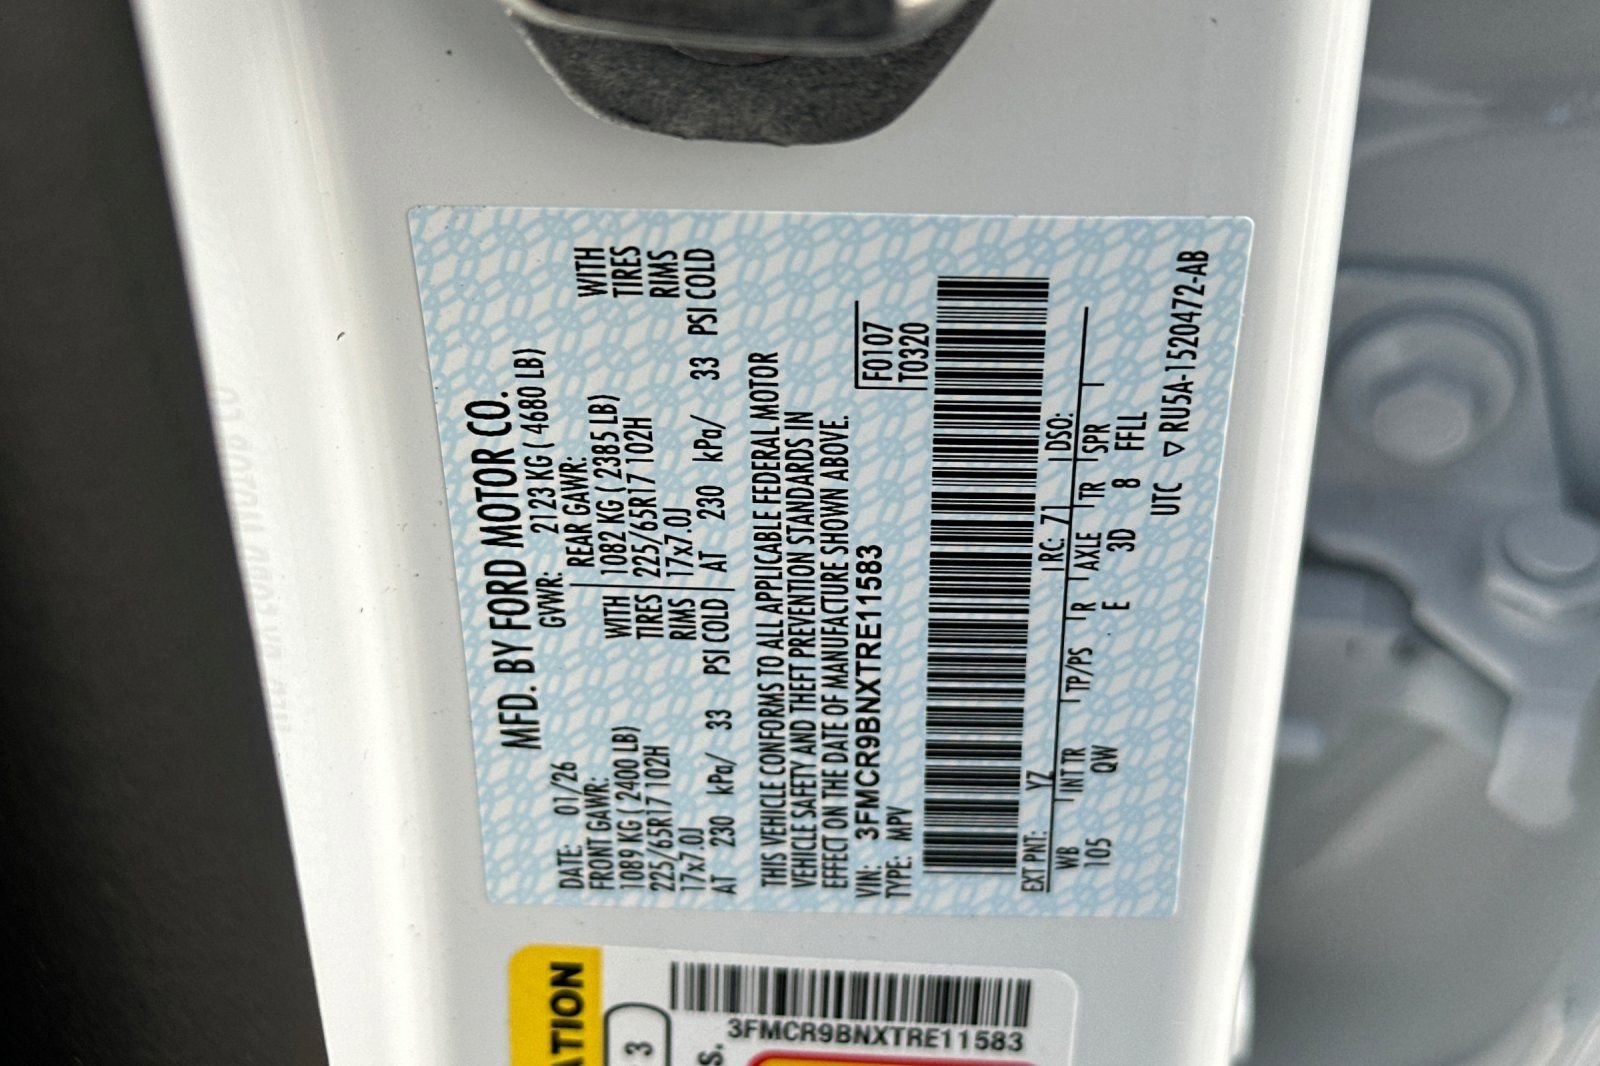 MFD. BY FORD MOTOR CO.
DATE: 01/26 GVWR: 2123 KG ( 4680 LB)
FRONT GAWR: REAR GAWR:
1089 KG ( 2400 LB) WITH 1082 KG ( 2385 LB) WITH
225/65R17 102H TIRES 225/65R17 102H TIRES
17x7.0J RIMS 17x7.0J RIMS
AT 230 kPa/ 33 PSI COLD AT 230 kPa/ 33 PSI COLD
THIS VEHICLE CONFORMS TO ALL APPLICABLE FEDERAL MOTOR
VEHICLE SAFETY AND THEFT PREVENTION STANDARDS IN
EFFECT ON THE DATE OF MANUFACTURE SHOWN ABOVE.
VIN: 3FMCR9BNXTRE11583 F0107
TYPE: MPV T0320
EXT PNT: YZ RC: 71 DSO:
WB INT TR TP/PS R AXLE TR SPR
105 QW E 3D 8 FFLL
UTC ▽ RU5A-1520472-AB
ATION
3
S.
3FMCR9BNXTRE11583